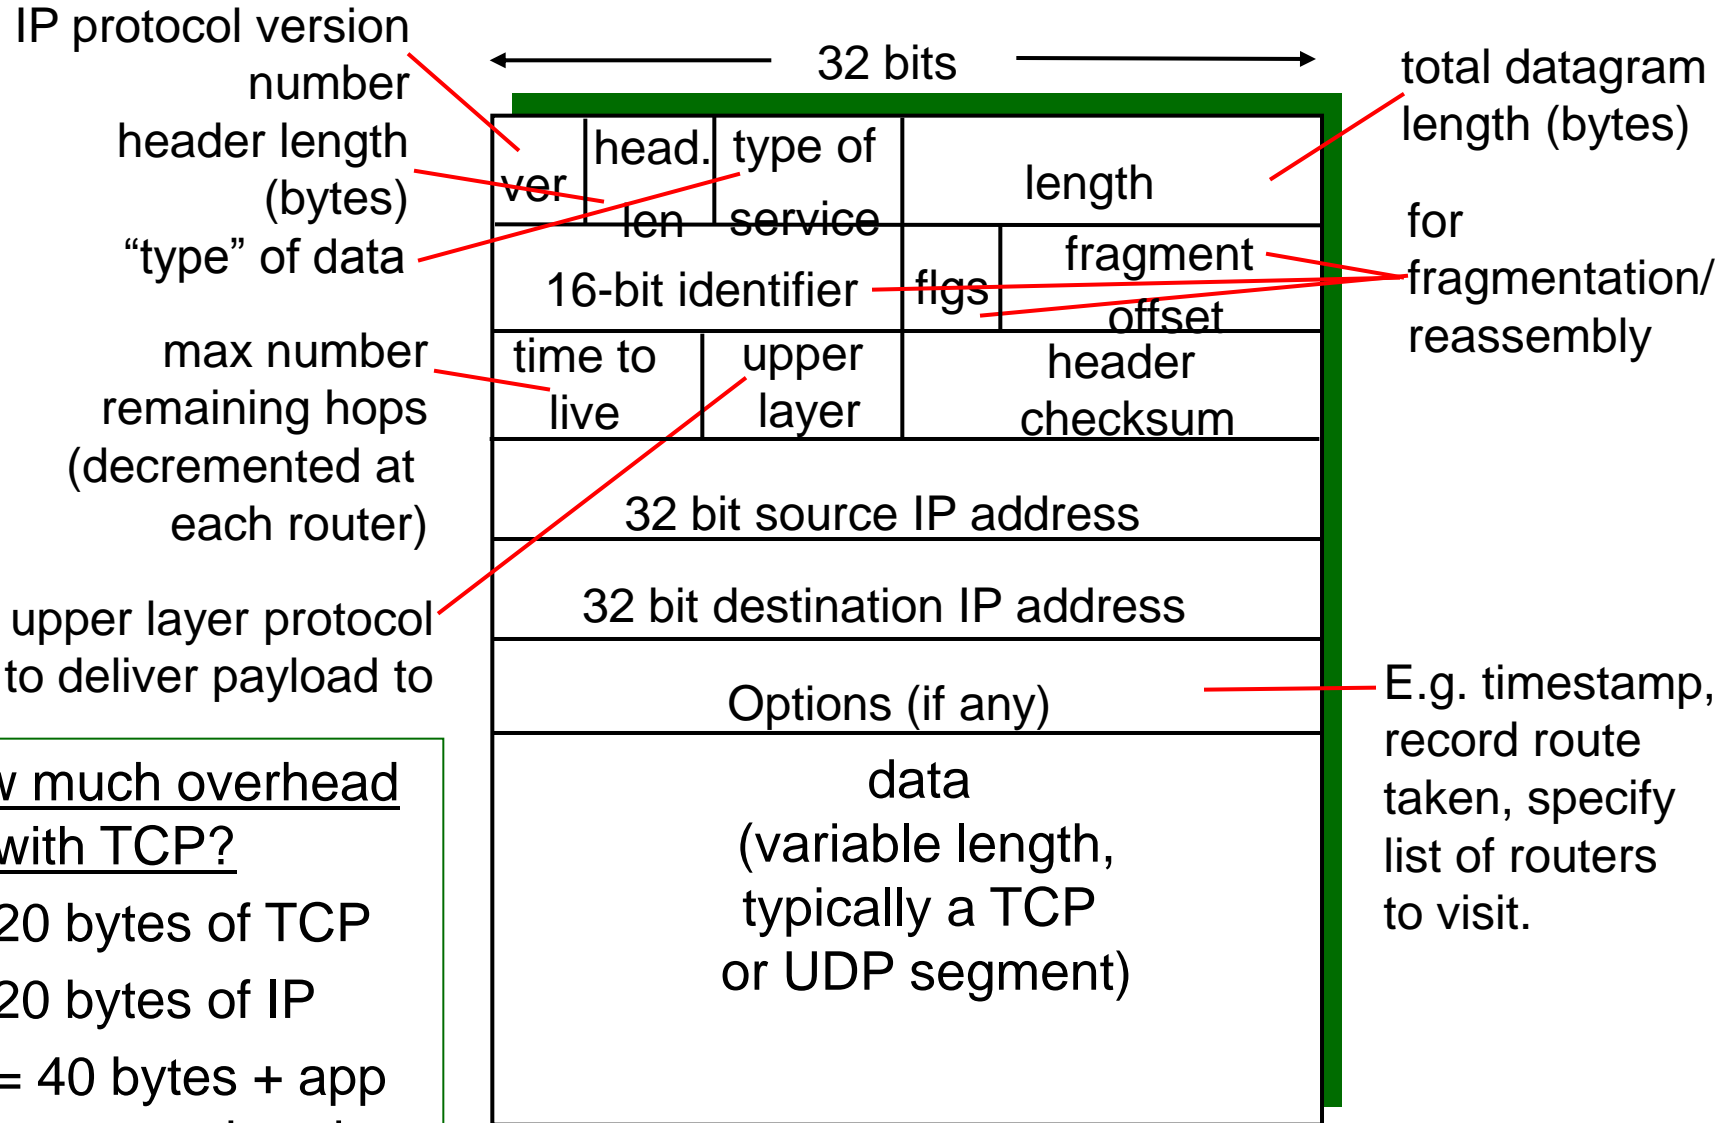 IP protocol version
number
header length
(bytes)
“type” of data
max number
remaining hops
(decremented at
each router)
upper layer protocol
to deliver payload to
much overhead
with TCP?
20 bytes of TCP
20 bytes of IP
= 40 bytes + app
32 bits
ver
head.
len
type of
service
length
16-bit identifier
flgs
fragment
offset
time to
live
upper
layer
header
checksum
32 bit source IP address
32 bit destination IP address
Options (if any)
data
(variable length,
typically a TCP
or UDP segment)
total datagram
length (bytes)
for
fragmentation/
reassembly
E.g. timestamp,
record route
taken, specify
list of routers
to visit.